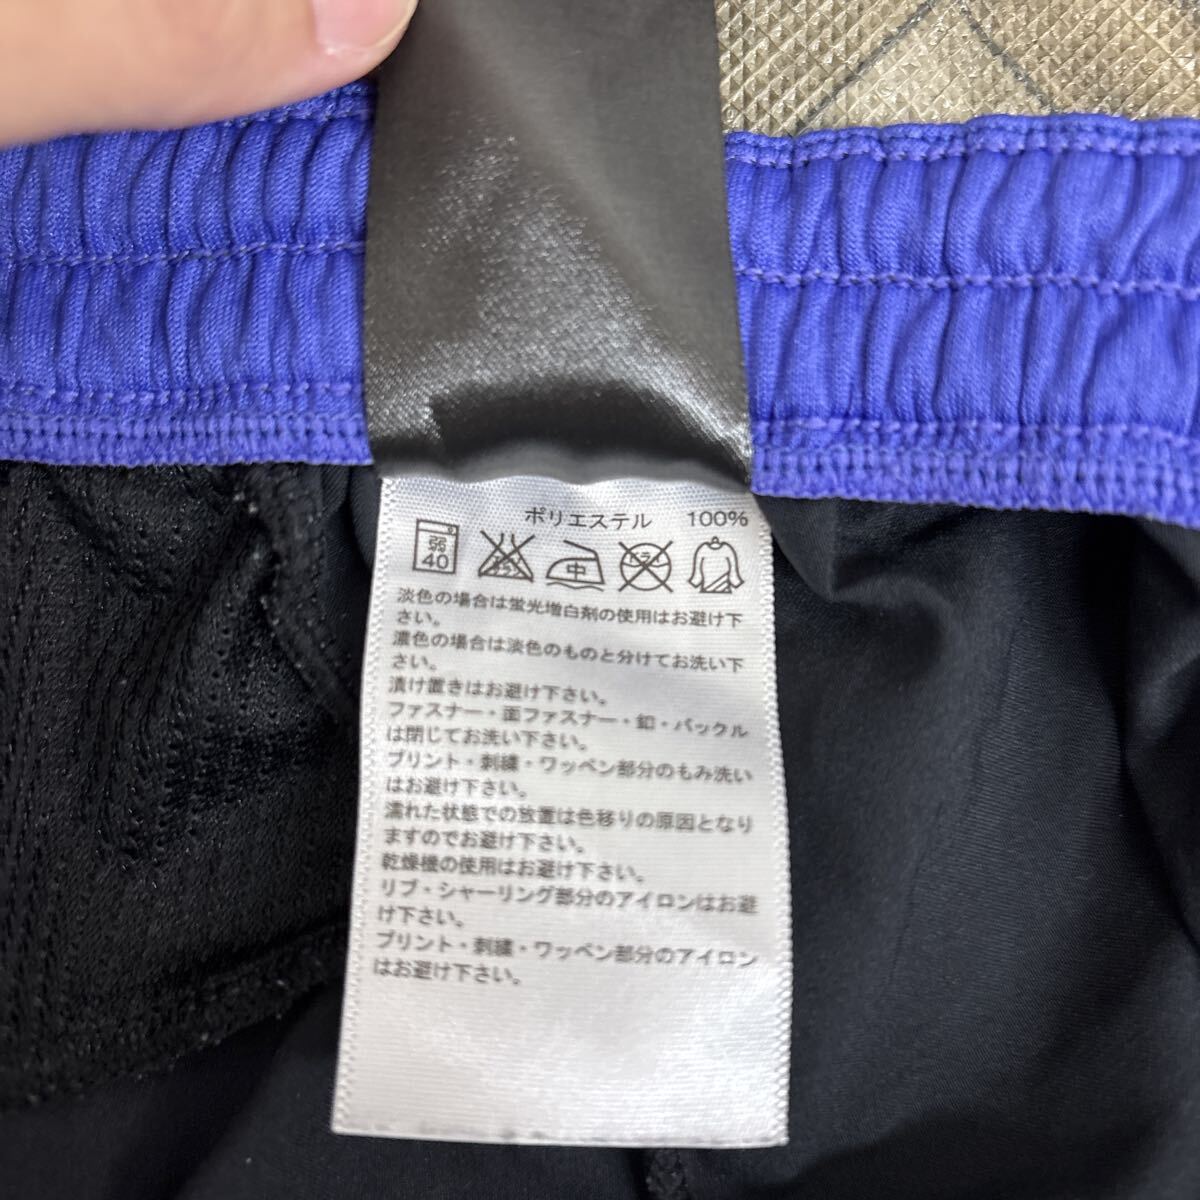 ポリエステル 100%
弱 40 エンソサラシ 中 ドライ
淡色の場合は蛍光増白剤の使用はお避け下
さい。
濃色の場合は淡色のものと分けてお洗い下
さい。
漬け置きはお避け下さい。
ファスナー・面ファスナー・釦・バックル
は閉じてお洗い下さい。
プリント・刺繍・ワッペン部分のもみ洗い
はお避け下さい。
濡れた状態での放置は色移りの原因となり
ますのでお避け下さい。
乾燥機の使用はお避け下さい。
リブ・シャーリング部分のアイロンはお避
け下さい。
プリント・刺繍・ワッペン部分のアイロン
はお避け下さい。